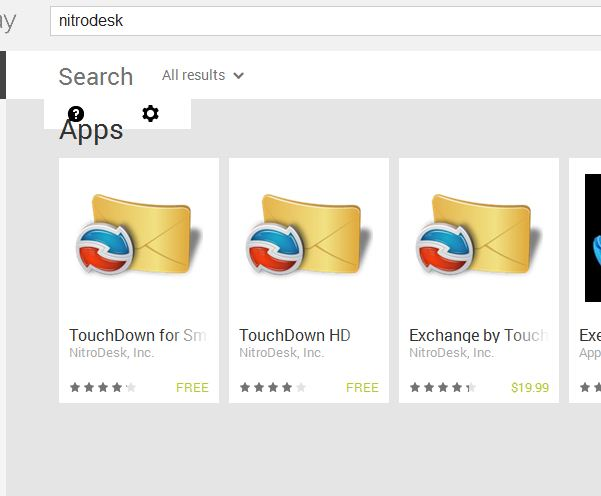 ay
nitrodesk
Search All results
?
Apps
TouchDown for Sm
NitroDesk, Inc.
FREE
TouchDown HD
NitroDesk, Inc.
FREE
Exchange by Touch
NitroDesk, Inc.
$19.99
Exe
App